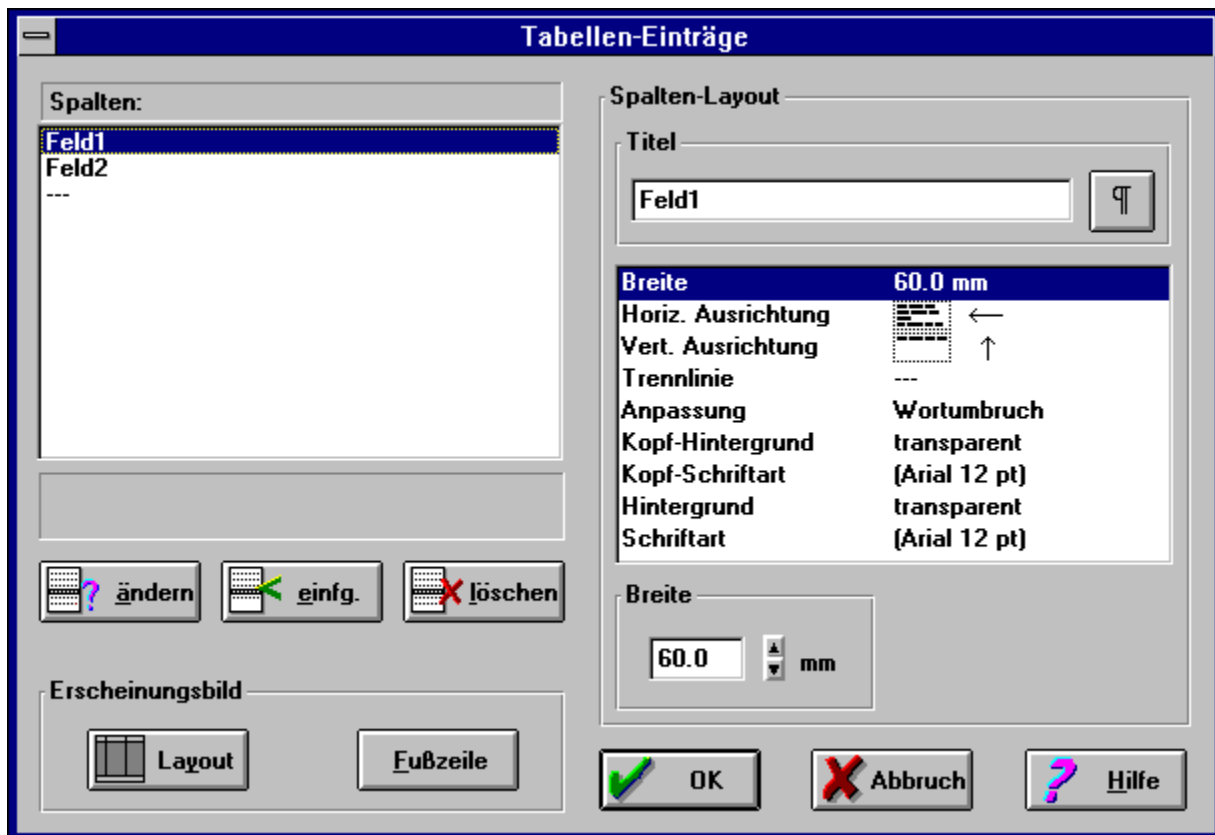 Tabellen-Einträge
Spalten:
Feld1
Feld2
---
ändern
einfg.
löschen
Erscheinungsbild
Layout
Fußzeile
Spalten-Layout
Titel
Feld1
¶
Breite 60.0 mm
Horiz. Ausrichtung ←
Vert. Ausrichtung ↑
Trennlinie ---
Anpassung Wortumbruch
Kopf-Hintergrund transparent
Kopf-Schriftart (Arial 12 pt)
Hintergrund transparent
Schriftart (Arial 12 pt)
Breite
60.0 mm
OK
Abbruch
Hilfe